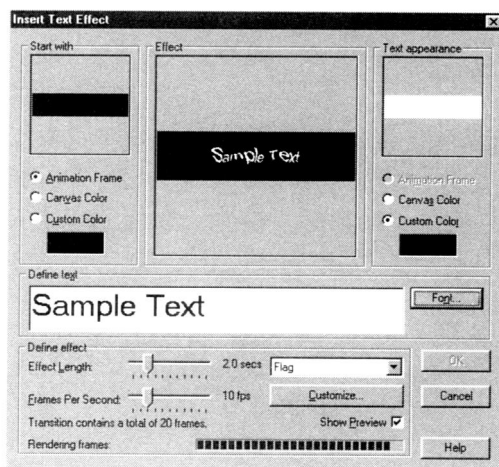 Insert Text Effect
Start with
Effect
Text appearance
Sample Text
Animation Frame
Canvas Color
Custom Color
Animation Frame
Canvas Color
Custom Color
Define text
Sample Text
Font...
Define effect
Effect Length:
2.0 secs
Flag
OK
Frames Per Second:
10 fps
Customize...
Cancel
Transition contains a total of 20 frames.
Show Preview
Rendering frames:
Help